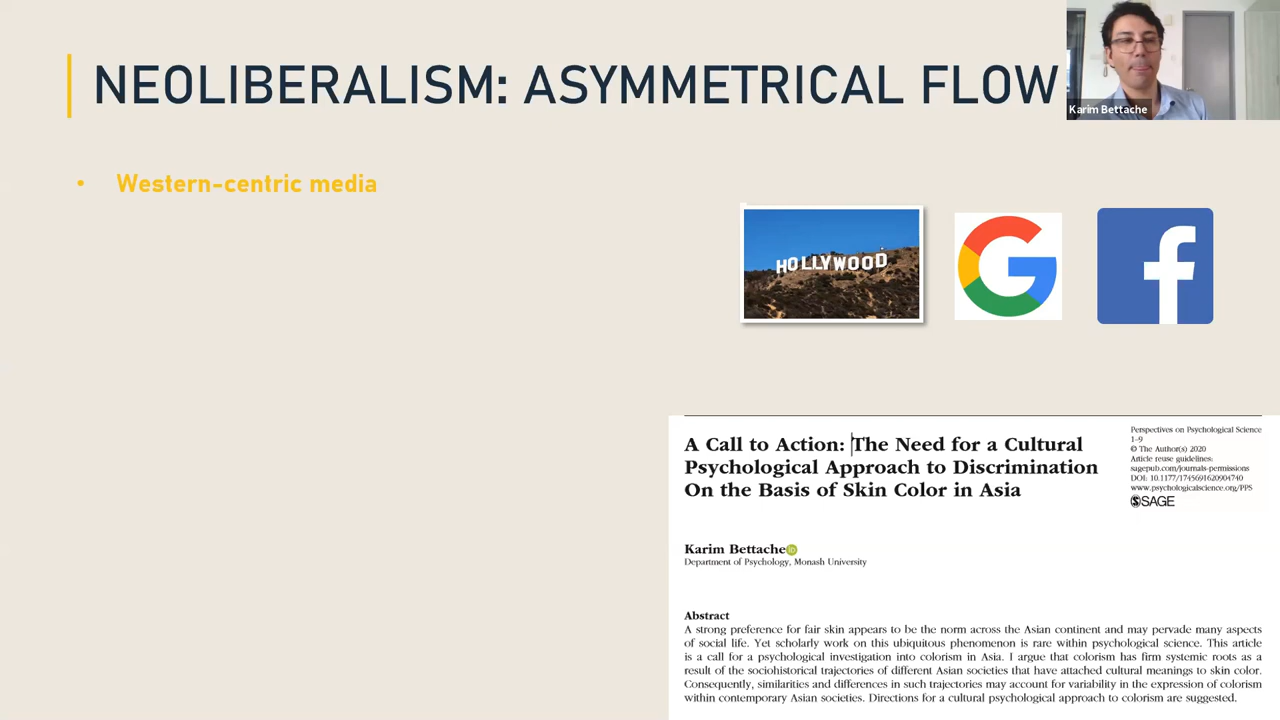 NEOLIBERALISM: ASYMMETRICAL FLOW
Karim Bettache
• Western-centric media
HOLLYWOOD
G
f
A Call to Action: The Need for a Cultural
Psychological Approach to Discrimination
On the Basis of Skin Color in Asia
Perspectives on Psychological Science
1–9
© The Author(s) 2020
Article reuse guidelines:
sagepub.com/journals-permissions
DOI: 10.1177/1745691620904740
www.psychologicalscience.org/PPS
SAGE
Karim Bettache iD
Department of Psychology, Monash University
Abstract
A strong preference for fair skin appears to be the norm across the Asian continent and may pervade many aspects
of social life. Yet scholarly work on this ubiquitous phenomenon is rare within psychological science. This article
is a call for a psychological investigation into colorism in Asia. I argue that colorism has firm systemic roots as a
result of the sociohistorical trajectories of different Asian societies that have attached cultural meanings to skin color.
Consequently, similarities and differences in such trajectories may account for variability in the expression of colorism
within contemporary Asian societies. Directions for a cultural psychological approach to colorism are suggested.